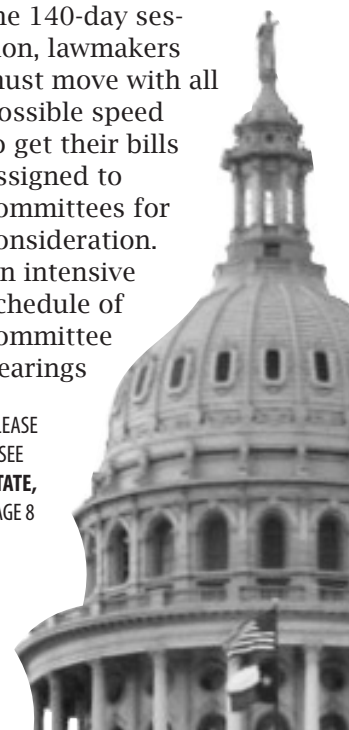 he 140-day ses-
ion, lawmakers
must move with all
ossible speed
o get their bills
ssigned to
ommittees for
onsideration.
n intensive
chedule of
ommittee
earings
LEASE
SEE
TATE,
AGE 8